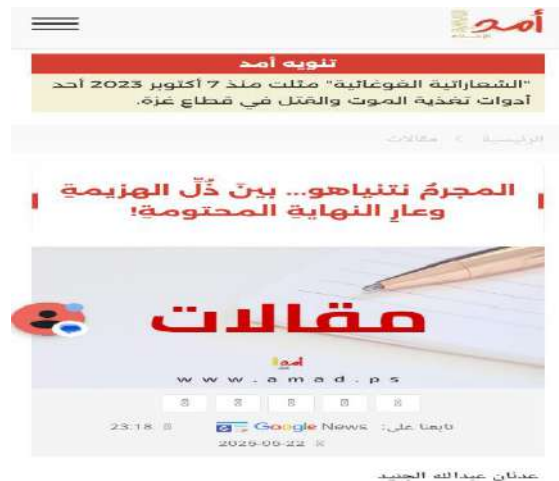 أمد
تنويه أمد
"الشعاراتية الغوغائية" مثلت منذ 7 أكتوبر 2023 أحد
أدوات تغذية الموت والقتل في قطاع غزة.
الرئيسية > مقالات
المجرمُ نتنياهو... بينَ ذُلِّ الهزيمةِ
وعارِ النهايةِ المحتومةِ!
مقالات
أمد
www.amad.ps
تابعنا على: Google News 23:18
2025-06-22
عدنان عبدالله الجنيد